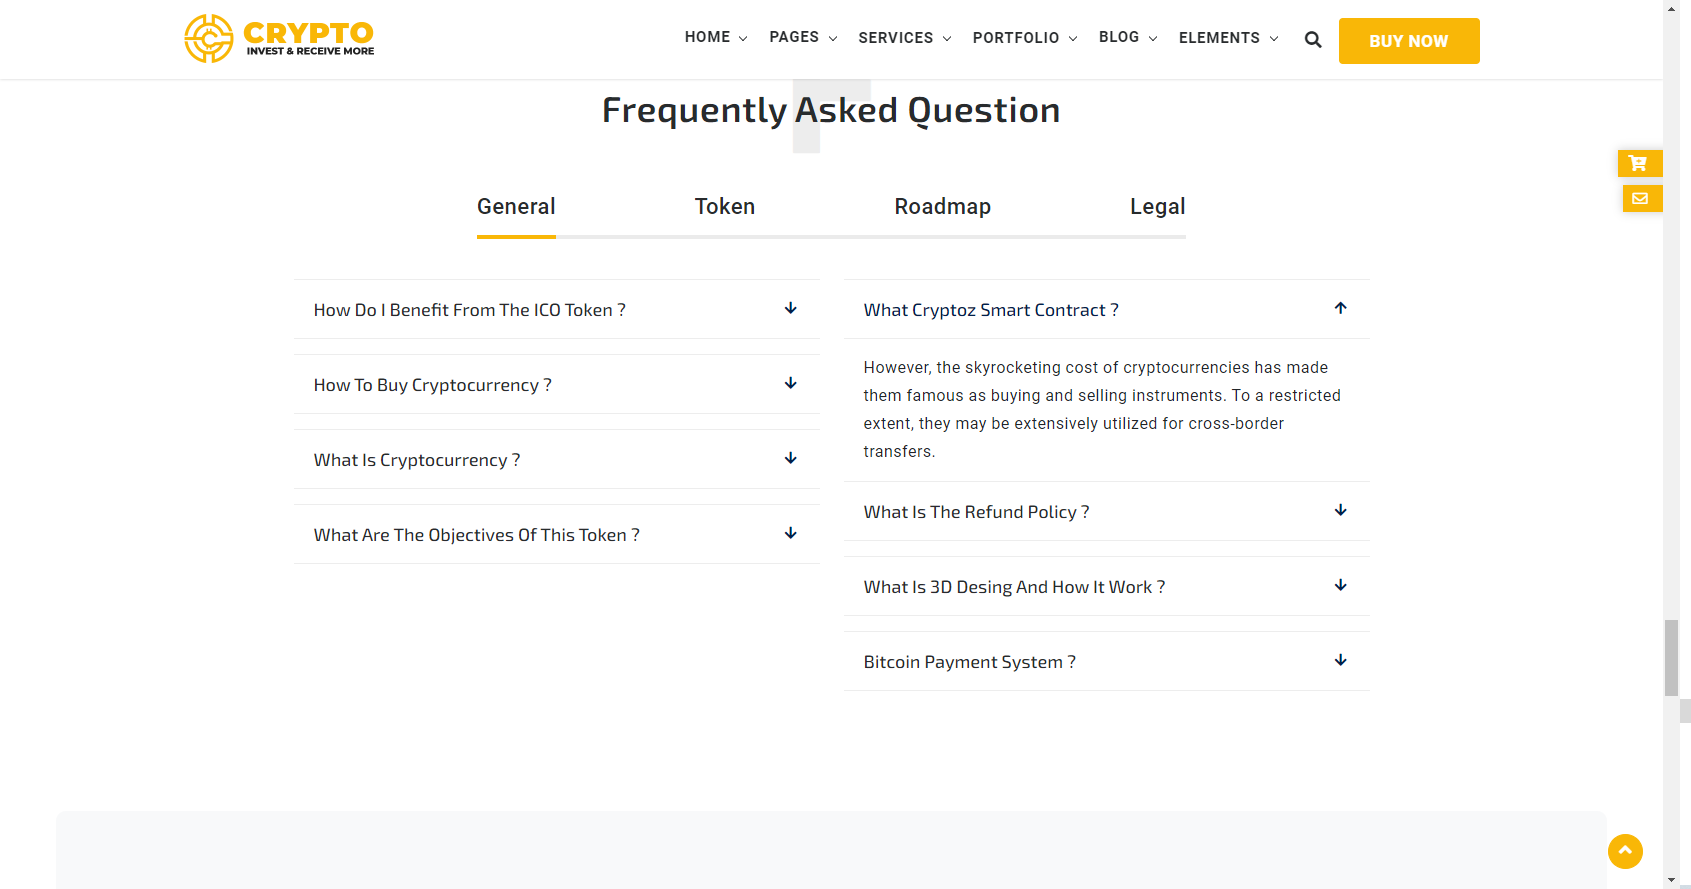 CRYPTO
INVEST & RECEIVE MORE
HOME PAGES SERVICES PORTFOLIO BLOG ELEMENTS BUY NOW
Frequently Asked Question
General Token Roadmap Legal
How Do I Benefit From The ICO Token ?
How To Buy Cryptocurrency ?
What Is Cryptocurrency ?
What Are The Objectives Of This Token ?
What Cryptoz Smart Contract ?
However, the skyrocketing cost of cryptocurrencies has made
them famous as buying and selling instruments. To a restricted
extent, they may be extensively utilized for cross-border
transfers.
What Is The Refund Policy ?
What Is 3D Desing And How It Work ?
Bitcoin Payment System ?